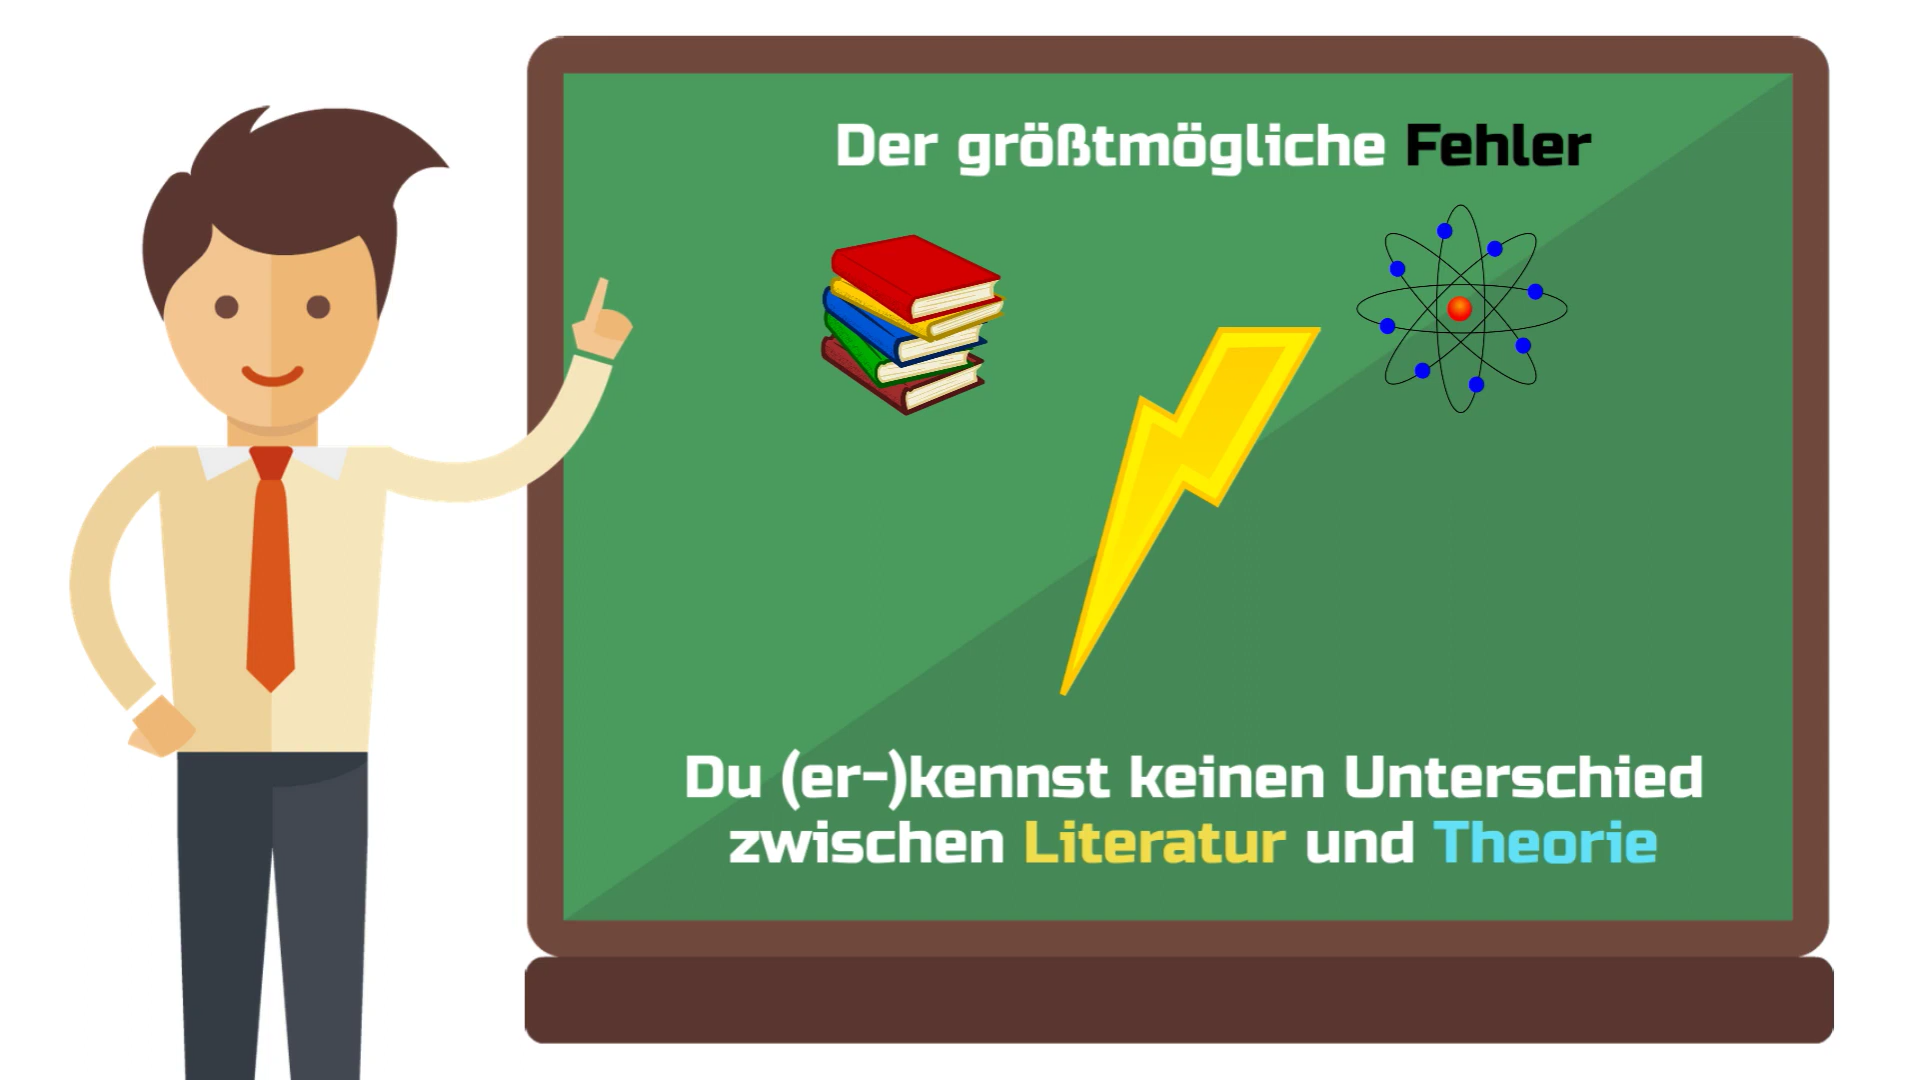 Der größtmögliche Fehler
Du (er-)kennst keinen Unterschied
zwischen Literatur und Theorie